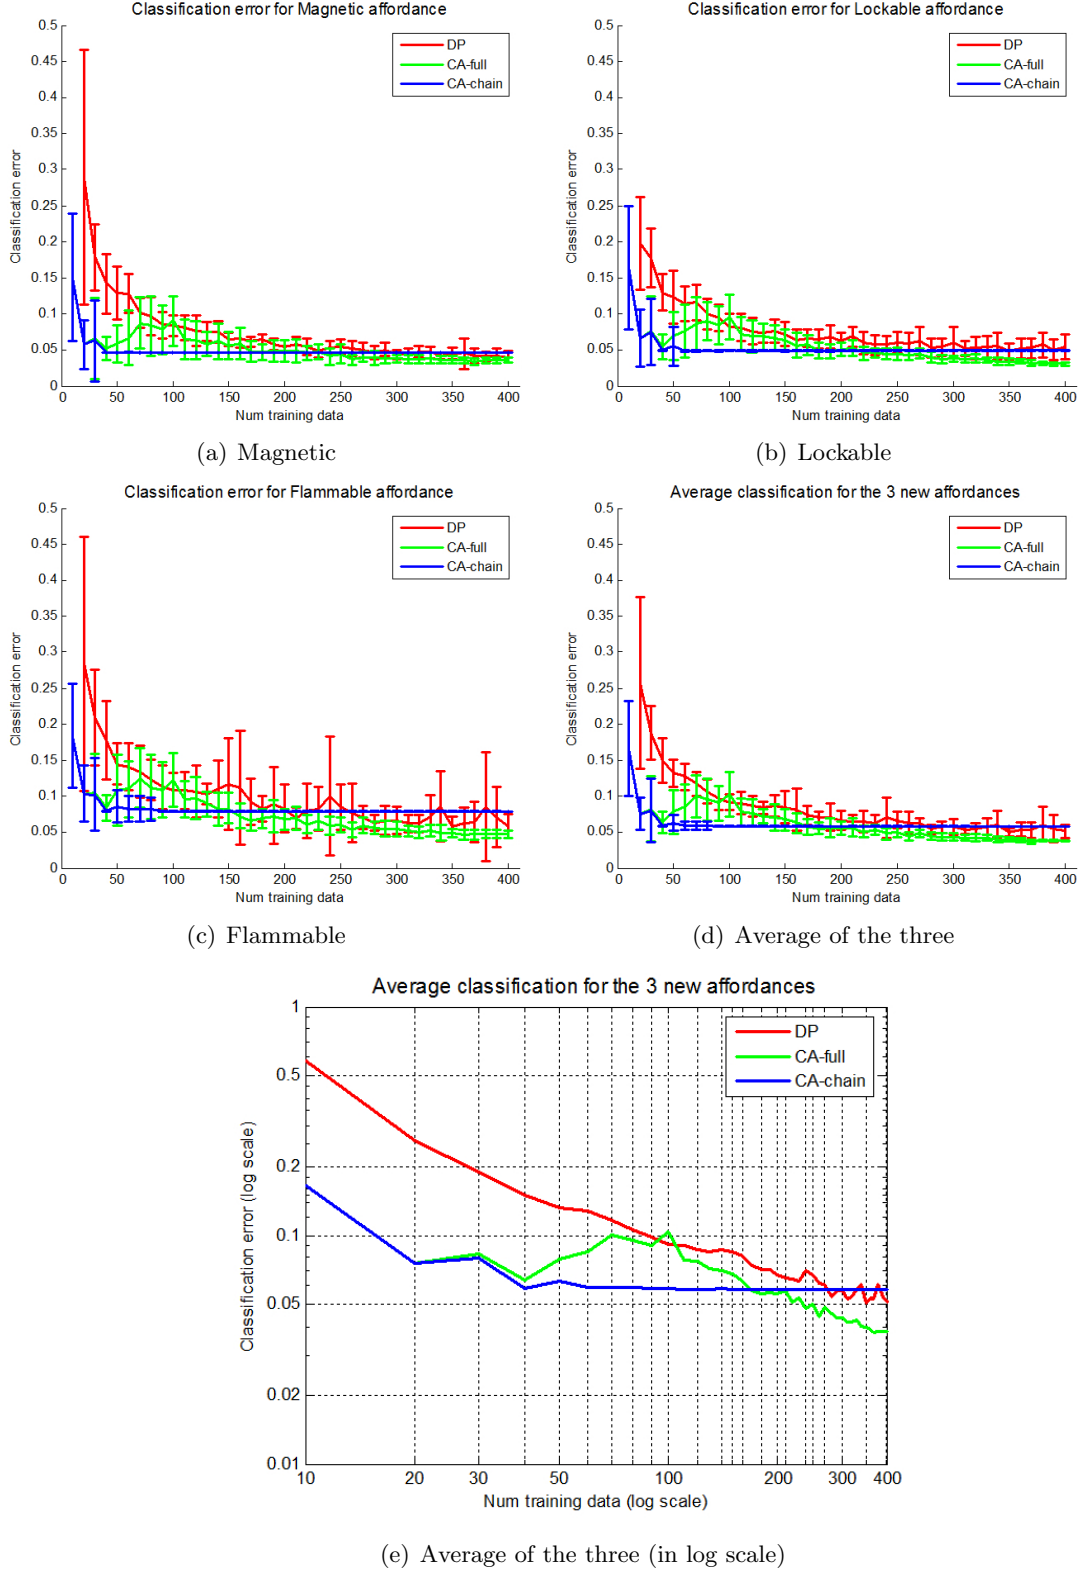 Classification error for Magnetic affordance
0.5
0.45
0.4
0.35
0.3
0.25
0.2
0.15
0.1
0.05
0
Classification error
DP
CA-full
CA-chain
0 50 100 150 200 250 300 350 400
Num training data
(a) Magnetic
Classification error for Lockable affordance
0.5
0.45
0.4
0.35
0.3
0.25
0.2
0.15
0.1
0.05
0
Classification error
DP
CA-full
CA-chain
0 50 100 150 200 250 300 350 400
Num training data
(b) Lockable
Classification error for Flammable affordance
0.5
0.45
0.4
0.35
0.3
0.25
0.2
0.15
0.1
0.05
0
Classification error
DP
CA-full
CA-chain
0 50 100 150 200 250 300 350 400
Num training data
(c) Flammable
Average classification for the 3 new affordances
0.5
0.45
0.4
0.35
0.3
0.25
0.2
0.15
0.1
0.05
0
Classification error
DP
CA-full
CA-chain
0 50 100 150 200 250 300 350 400
Num training data
(d) Average of the three
Average classification for the 3 new affordances
1
0.5
0.2
0.1
0.05
0.02
0.01
Classification error (log scale)
DP
CA-full
CA-chain
10 20 30 50 100 200 300 400
Num training data (log scale)
(e) Average of the three (in log scale)